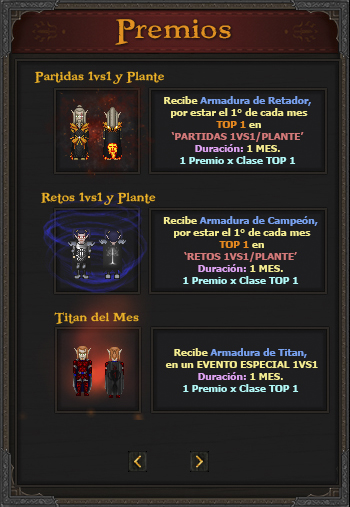 Premios
Partidas 1vs1 y Plante
Recibe Armadura de Retador,
por estar el 1° de cada mes
TOP 1 en
‘PARTIDAS 1VS1/PLANTE’
Duración: 1 MES.
1 Premio x Clase TOP 1
Retos 1vs1 y Plante
Recibe Armadura de Campeón,
por estar el 1° de cada mes
TOP 1 en
‘RETOS 1VS1/PLANTE’
Duración: 1 MES.
1 Premio x Clase TOP 1
Titan del Mes
Recibe Armadura de Titan,
en un EVENTO ESPECIAL 1VS1
Duración: 1 MES.
1 Premio x Clase TOP 1